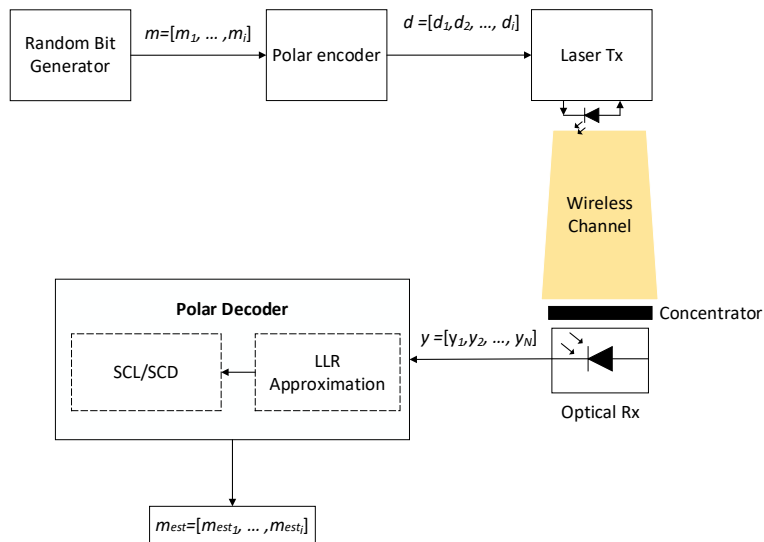 Random Bit
Generator
m=[m1, … ,mi]
Polar encoder
d =[d1,d2, …, di]
Laser Tx
Wireless
Channel
Concentrator
Polar Decoder
SCL/SCD
LLR
Approximation
y =[y1,y2, …, yN]
Optical Rx
mest=[mest1, … ,mesti]